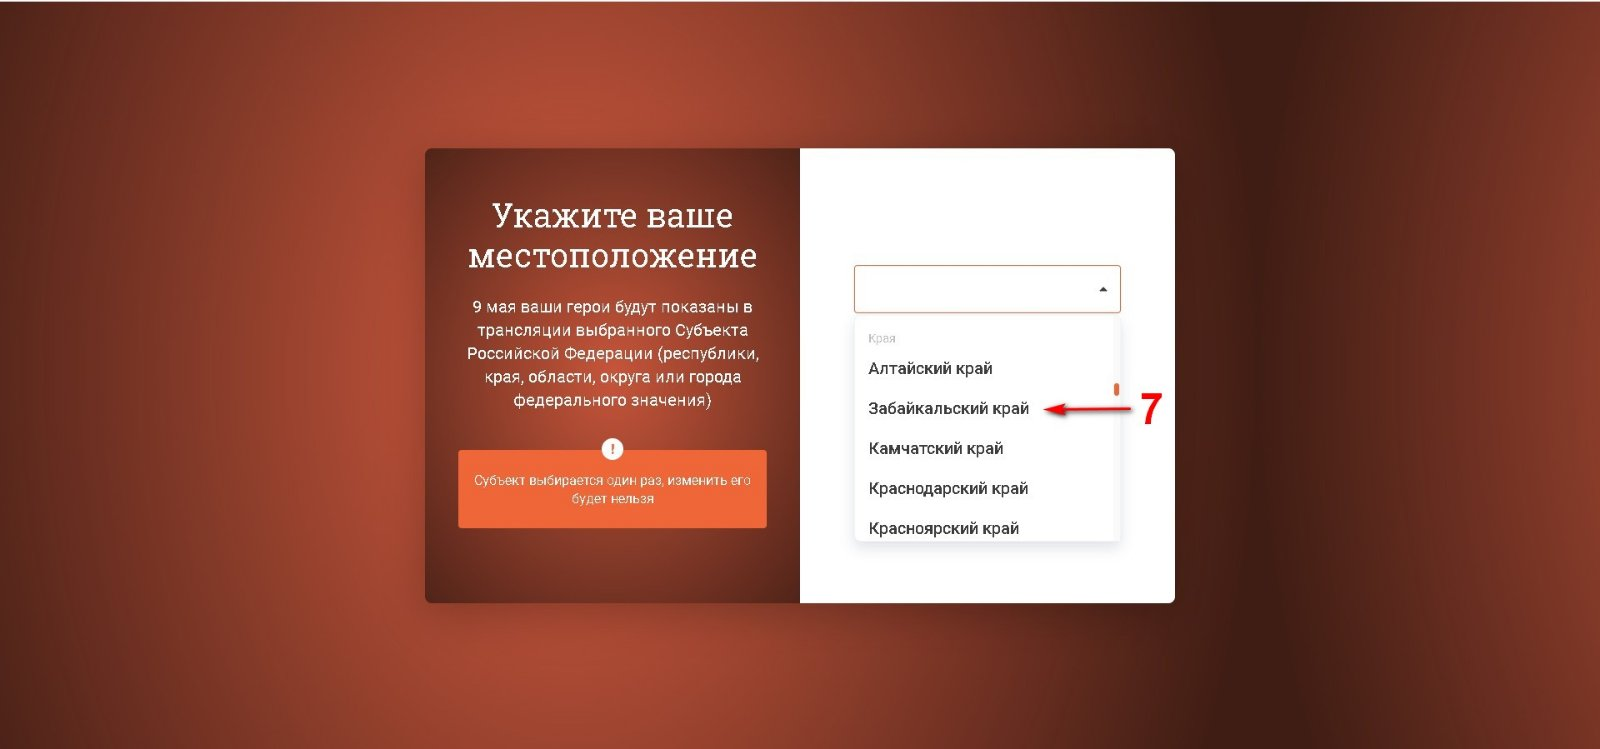 Укажите ваше
местоположение
9 мая ваши герои будут показаны в
трансляции выбранного Субъекта
Российской Федерации (республики,
края, области, округа или города
федерального значения)
!
Субъект выбирается один раз, изменить его
будет нельзя
Края
Алтайский край
Забайкальский край
7
Камчатский край
Краснодарский край
Красноярский край